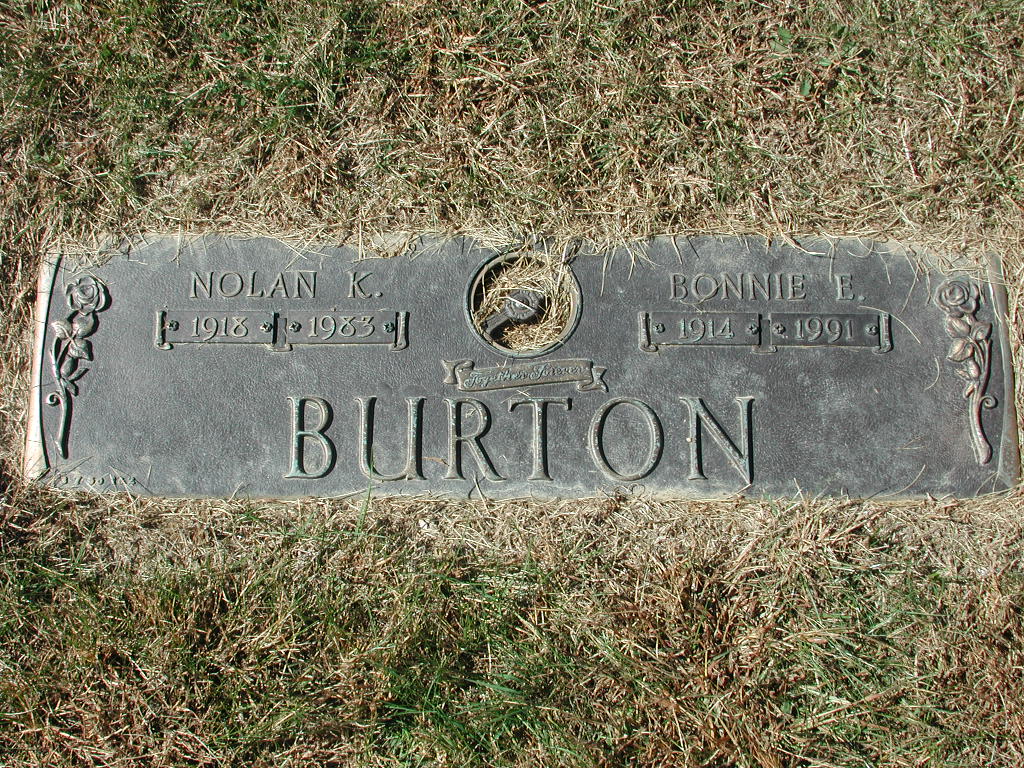 NOLAN K.
1918 1983
BONNIE E.
1914 1991
Together Forever
BURTON